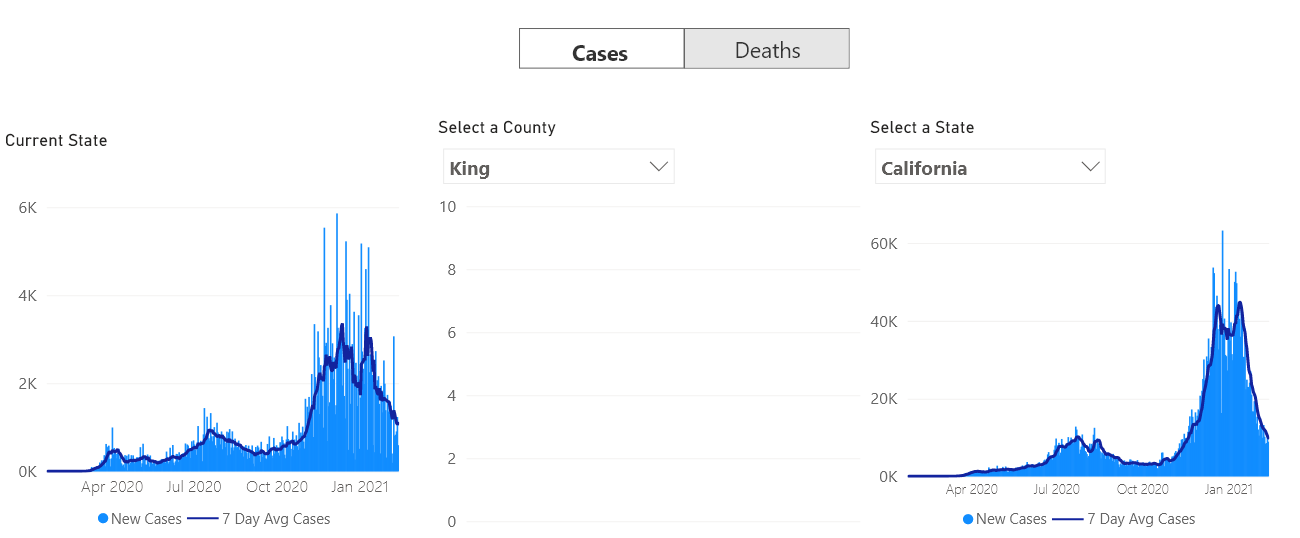 Cases
Deaths
Current State
6K
4K
2K
0K
Apr 2020 Jul 2020 Oct 2020 Jan 2021
New Cases 7 Day Avg Cases
Select a County
King
10
8
6
4
2
0
Select a State
California
60K
40K
20K
0K
Apr 2020 Jul 2020 Oct 2020 Jan 2021
New Cases 7 Day Avg Cases